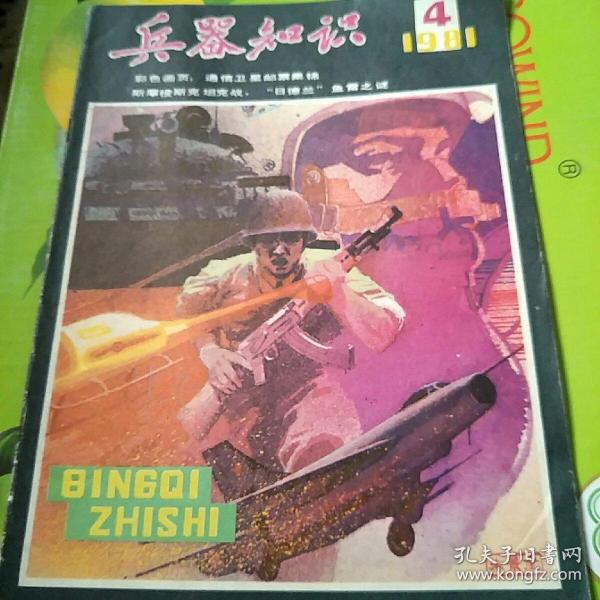 兵器知识
4
1981
彩色画页：通信卫星邮票集锦
斯摩棱斯克坦克战、“日德兰”鱼雷之谜
OWIND
®
BINGQI
ZHISHI
孔夫子旧书网
www.kongfz.com